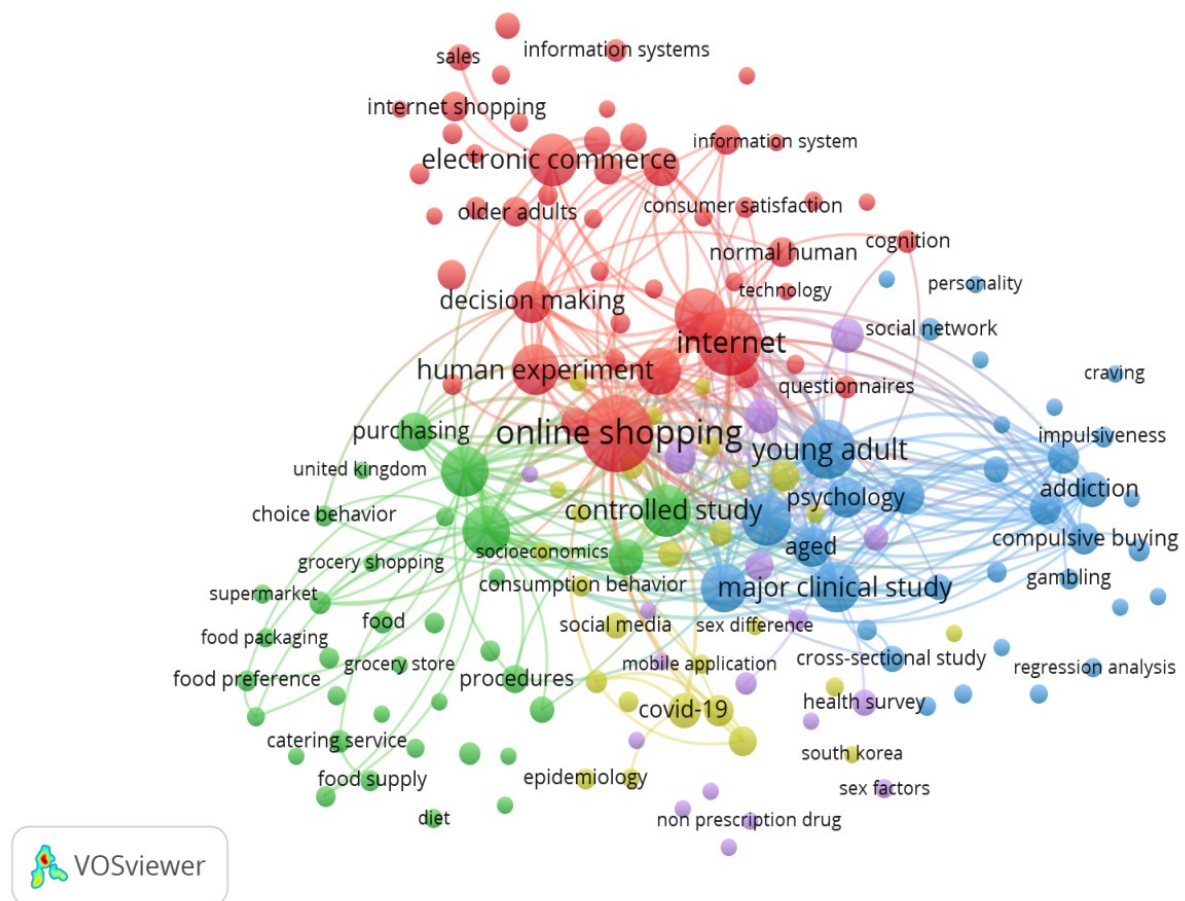 information systems
sales
internet shopping
information system
electronic commerce
older adults
consumer satisfaction
normal human
cognition
technology
personality
decision making
social network
internet
human experiment
craving
questionnaires
purchasing
online shopping
young adult
impulsiveness
united kingdom
psychology
addiction
choice behavior
controlled study
compulsive buying
socioeconomics
aged
grocery shopping
consumption behavior
major clinical study
gambling
supermarket
food
social media
sex difference
food packaging
grocery store
mobile application
cross-sectional study
regression analysis
food preference
procedures
covid-19
health survey
catering service
south korea
food supply
epidemiology
sex factors
diet
non prescription drug
VOSviewer